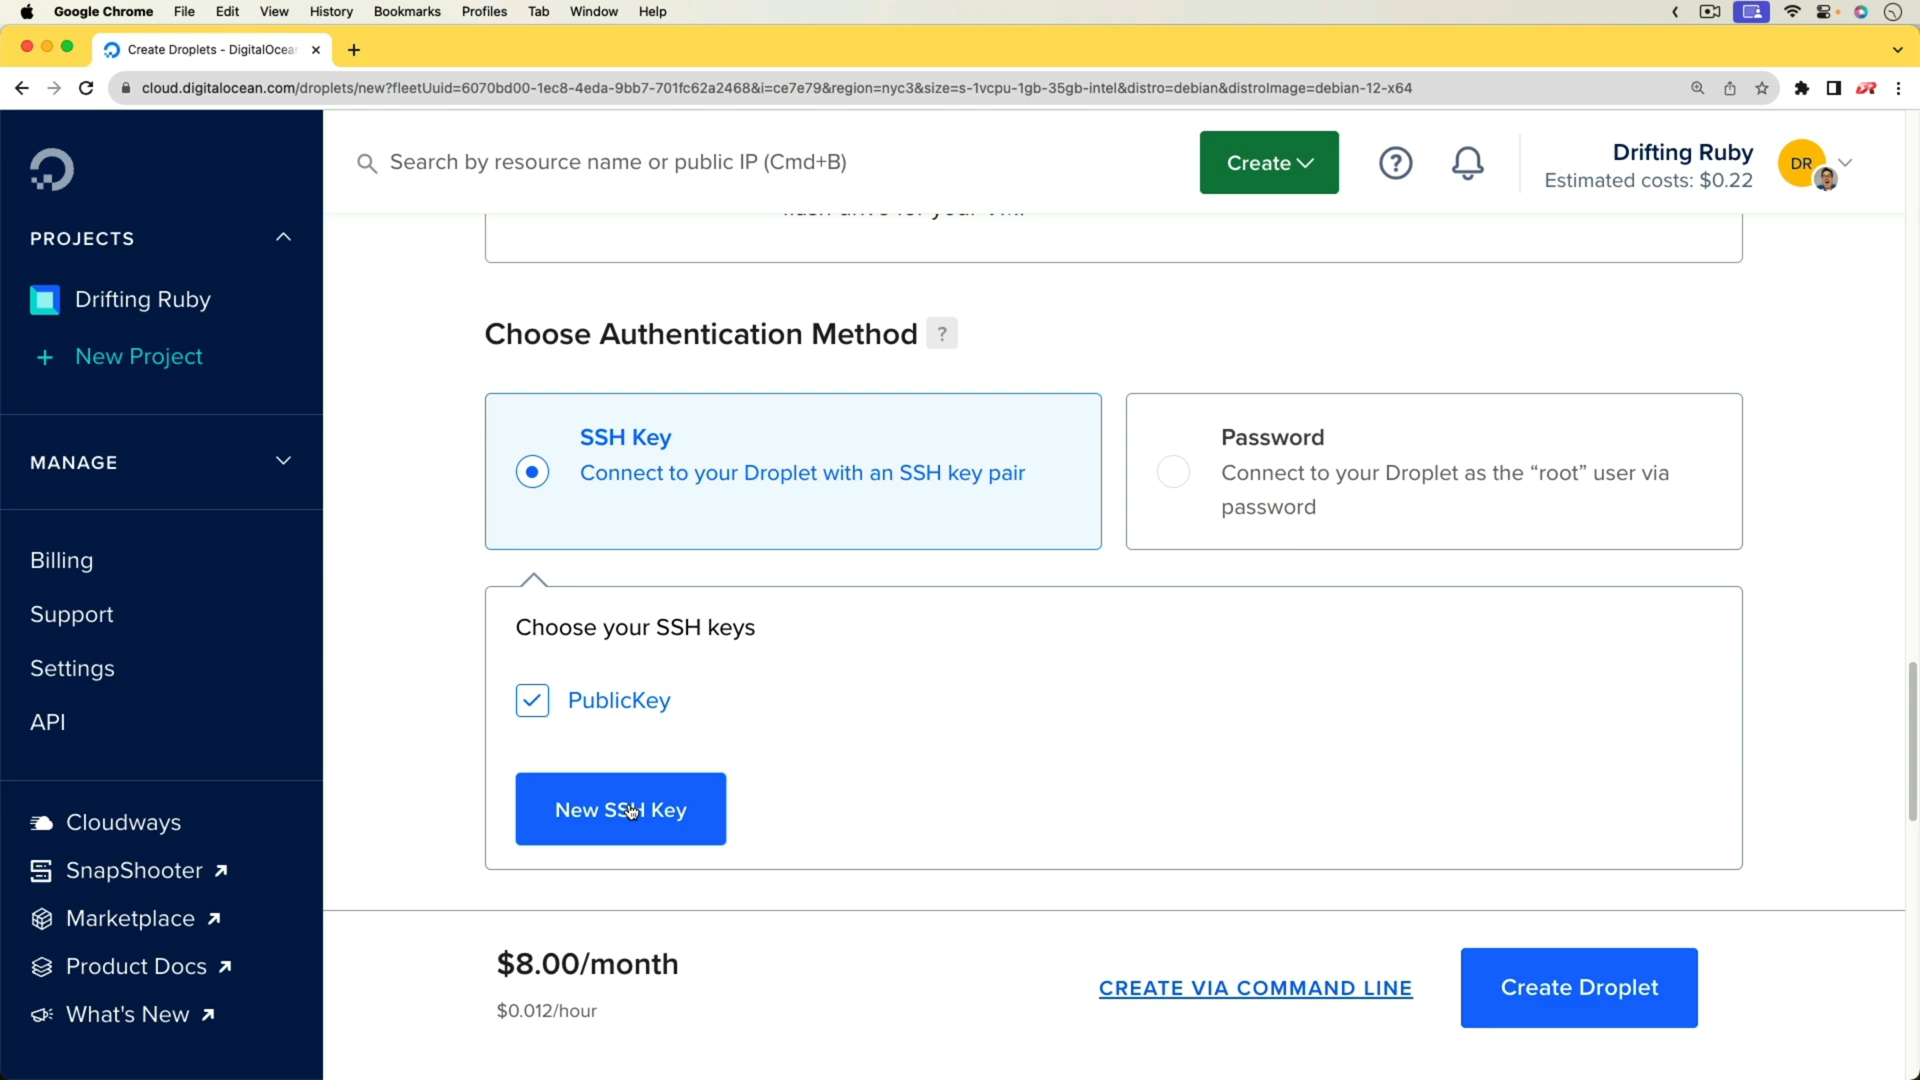 Google Chrome File Edit View History Bookmarks Profiles Tab Window Help
Create Droplets - DigitalOcean
cloud.digitalocean.com/droplets/new?fleetUuid=6070bd00-1ec8-4eda-9bb7-701fc62a2468&i=ce7e79&region=nyc3&size=s-1vcpu-1gb-35gb-intel&distro=debian&distroImage=debian-12-x64
Search by resource name or public IP (Cmd+B)
Create
Drifting Ruby
Estimated costs: $0.22
DR
PROJECTS
Drifting Ruby
+ New Project
MANAGE
Billing
Support
Settings
API
Cloudways
SnapShooter
Marketplace
Product Docs
What's New
Choose Authentication Method ?
SSH Key
Connect to your Droplet with an SSH key pair
Password
Connect to your Droplet as the “root” user via
password
Choose your SSH keys
PublicKey
New SSH Key
$8.00/month
$0.012/hour
CREATE VIA COMMAND LINE
Create Droplet